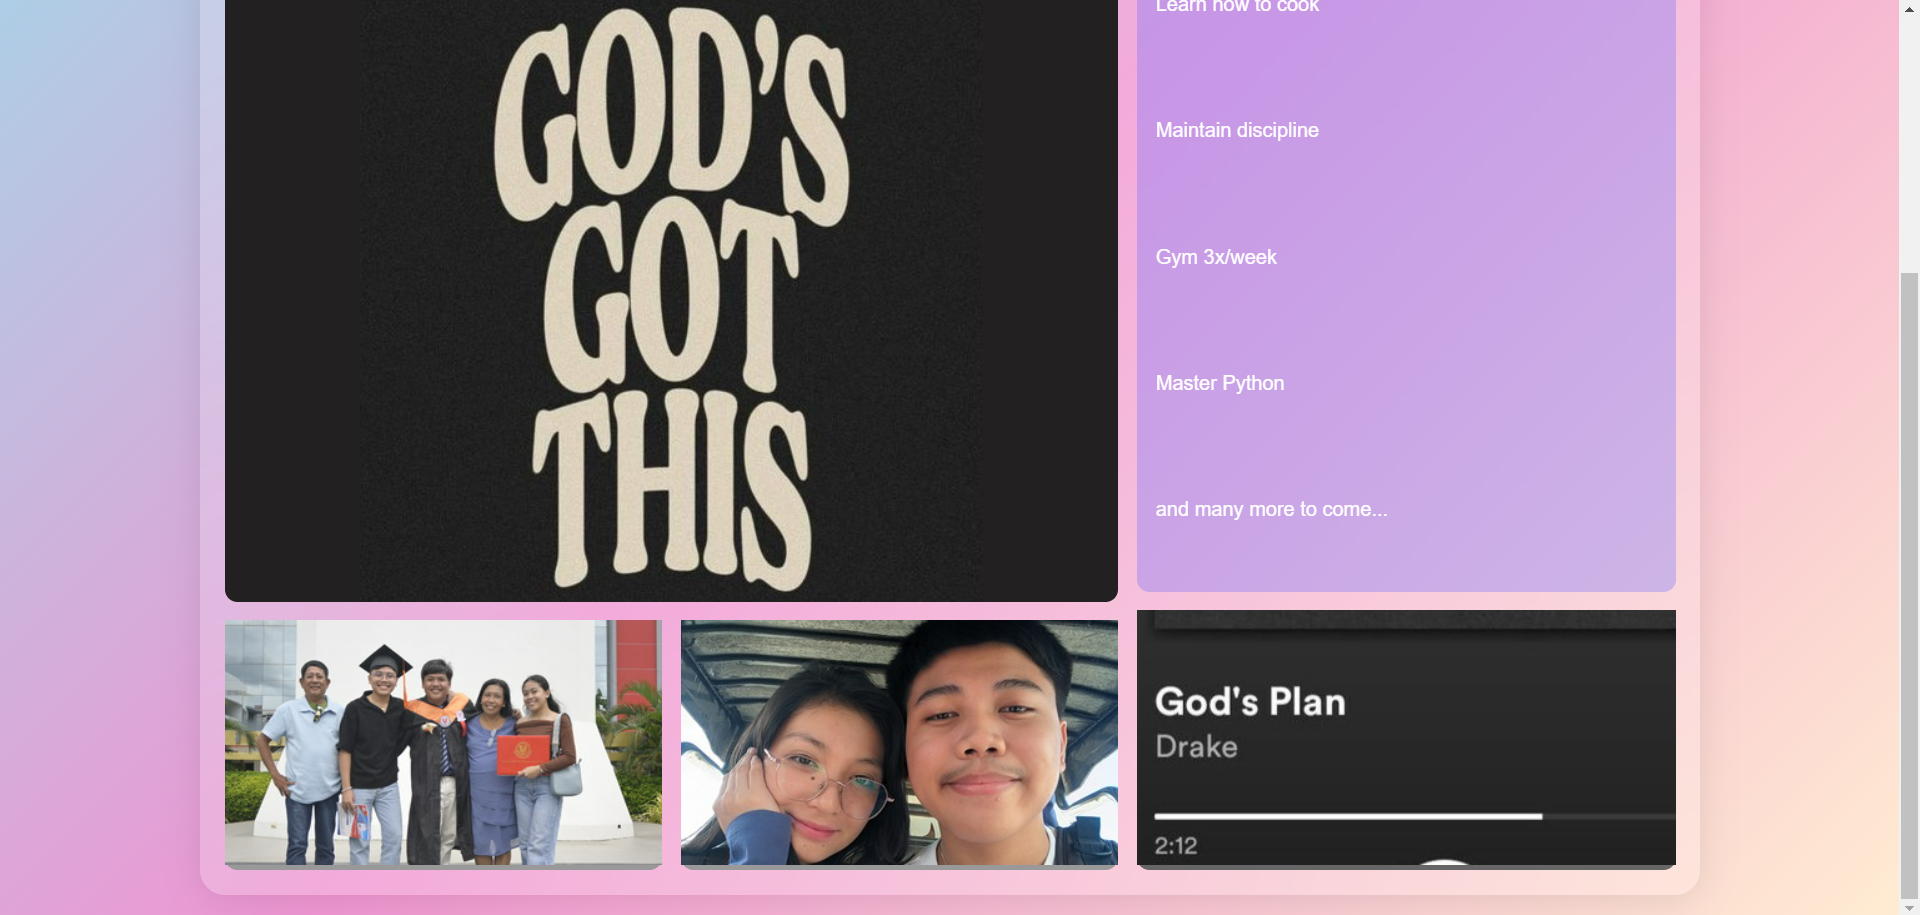 GOD'S
GOT
THIS
Learn how to cook
Maintain discipline
Gym 3x/week
Master Python
and many more to come...
God's Plan
Drake
2:12